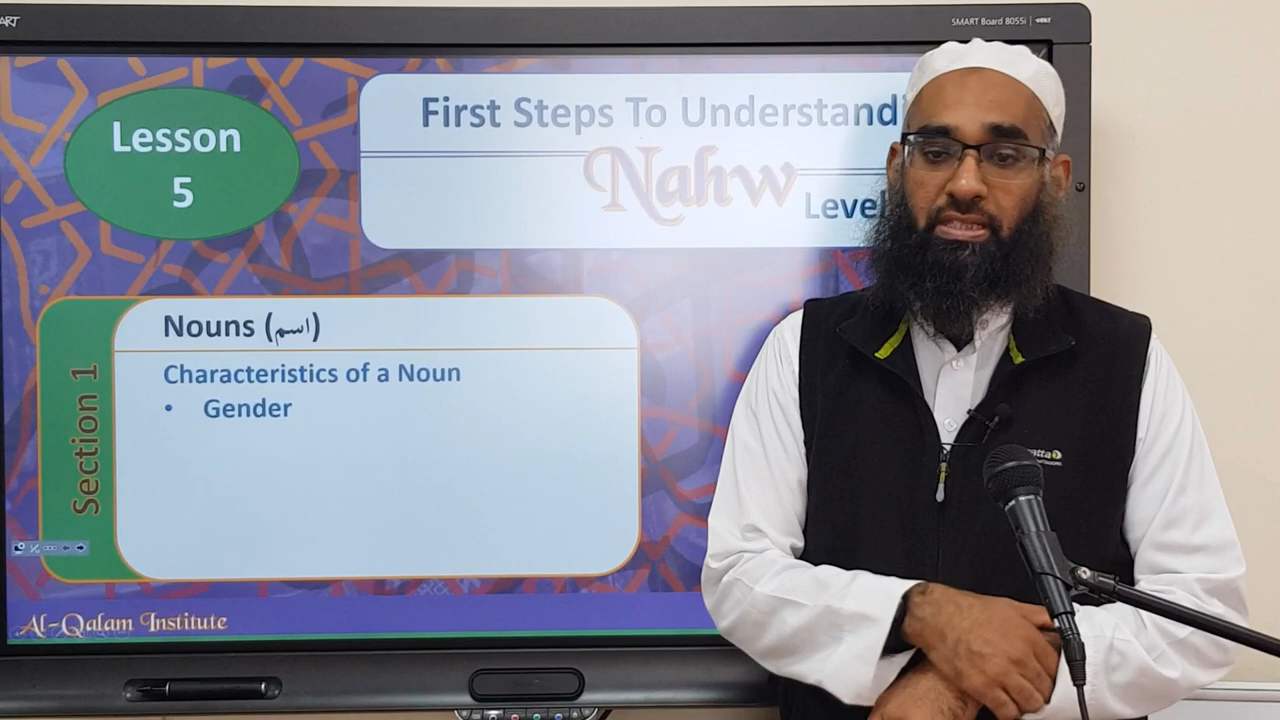 SMART Board 8055i
Lesson
5
First Steps To Understandi
Nahw
Level
Section 1
Nouns (اسم)
Characteristics of a Noun
• Gender
Al-Qalam Institute